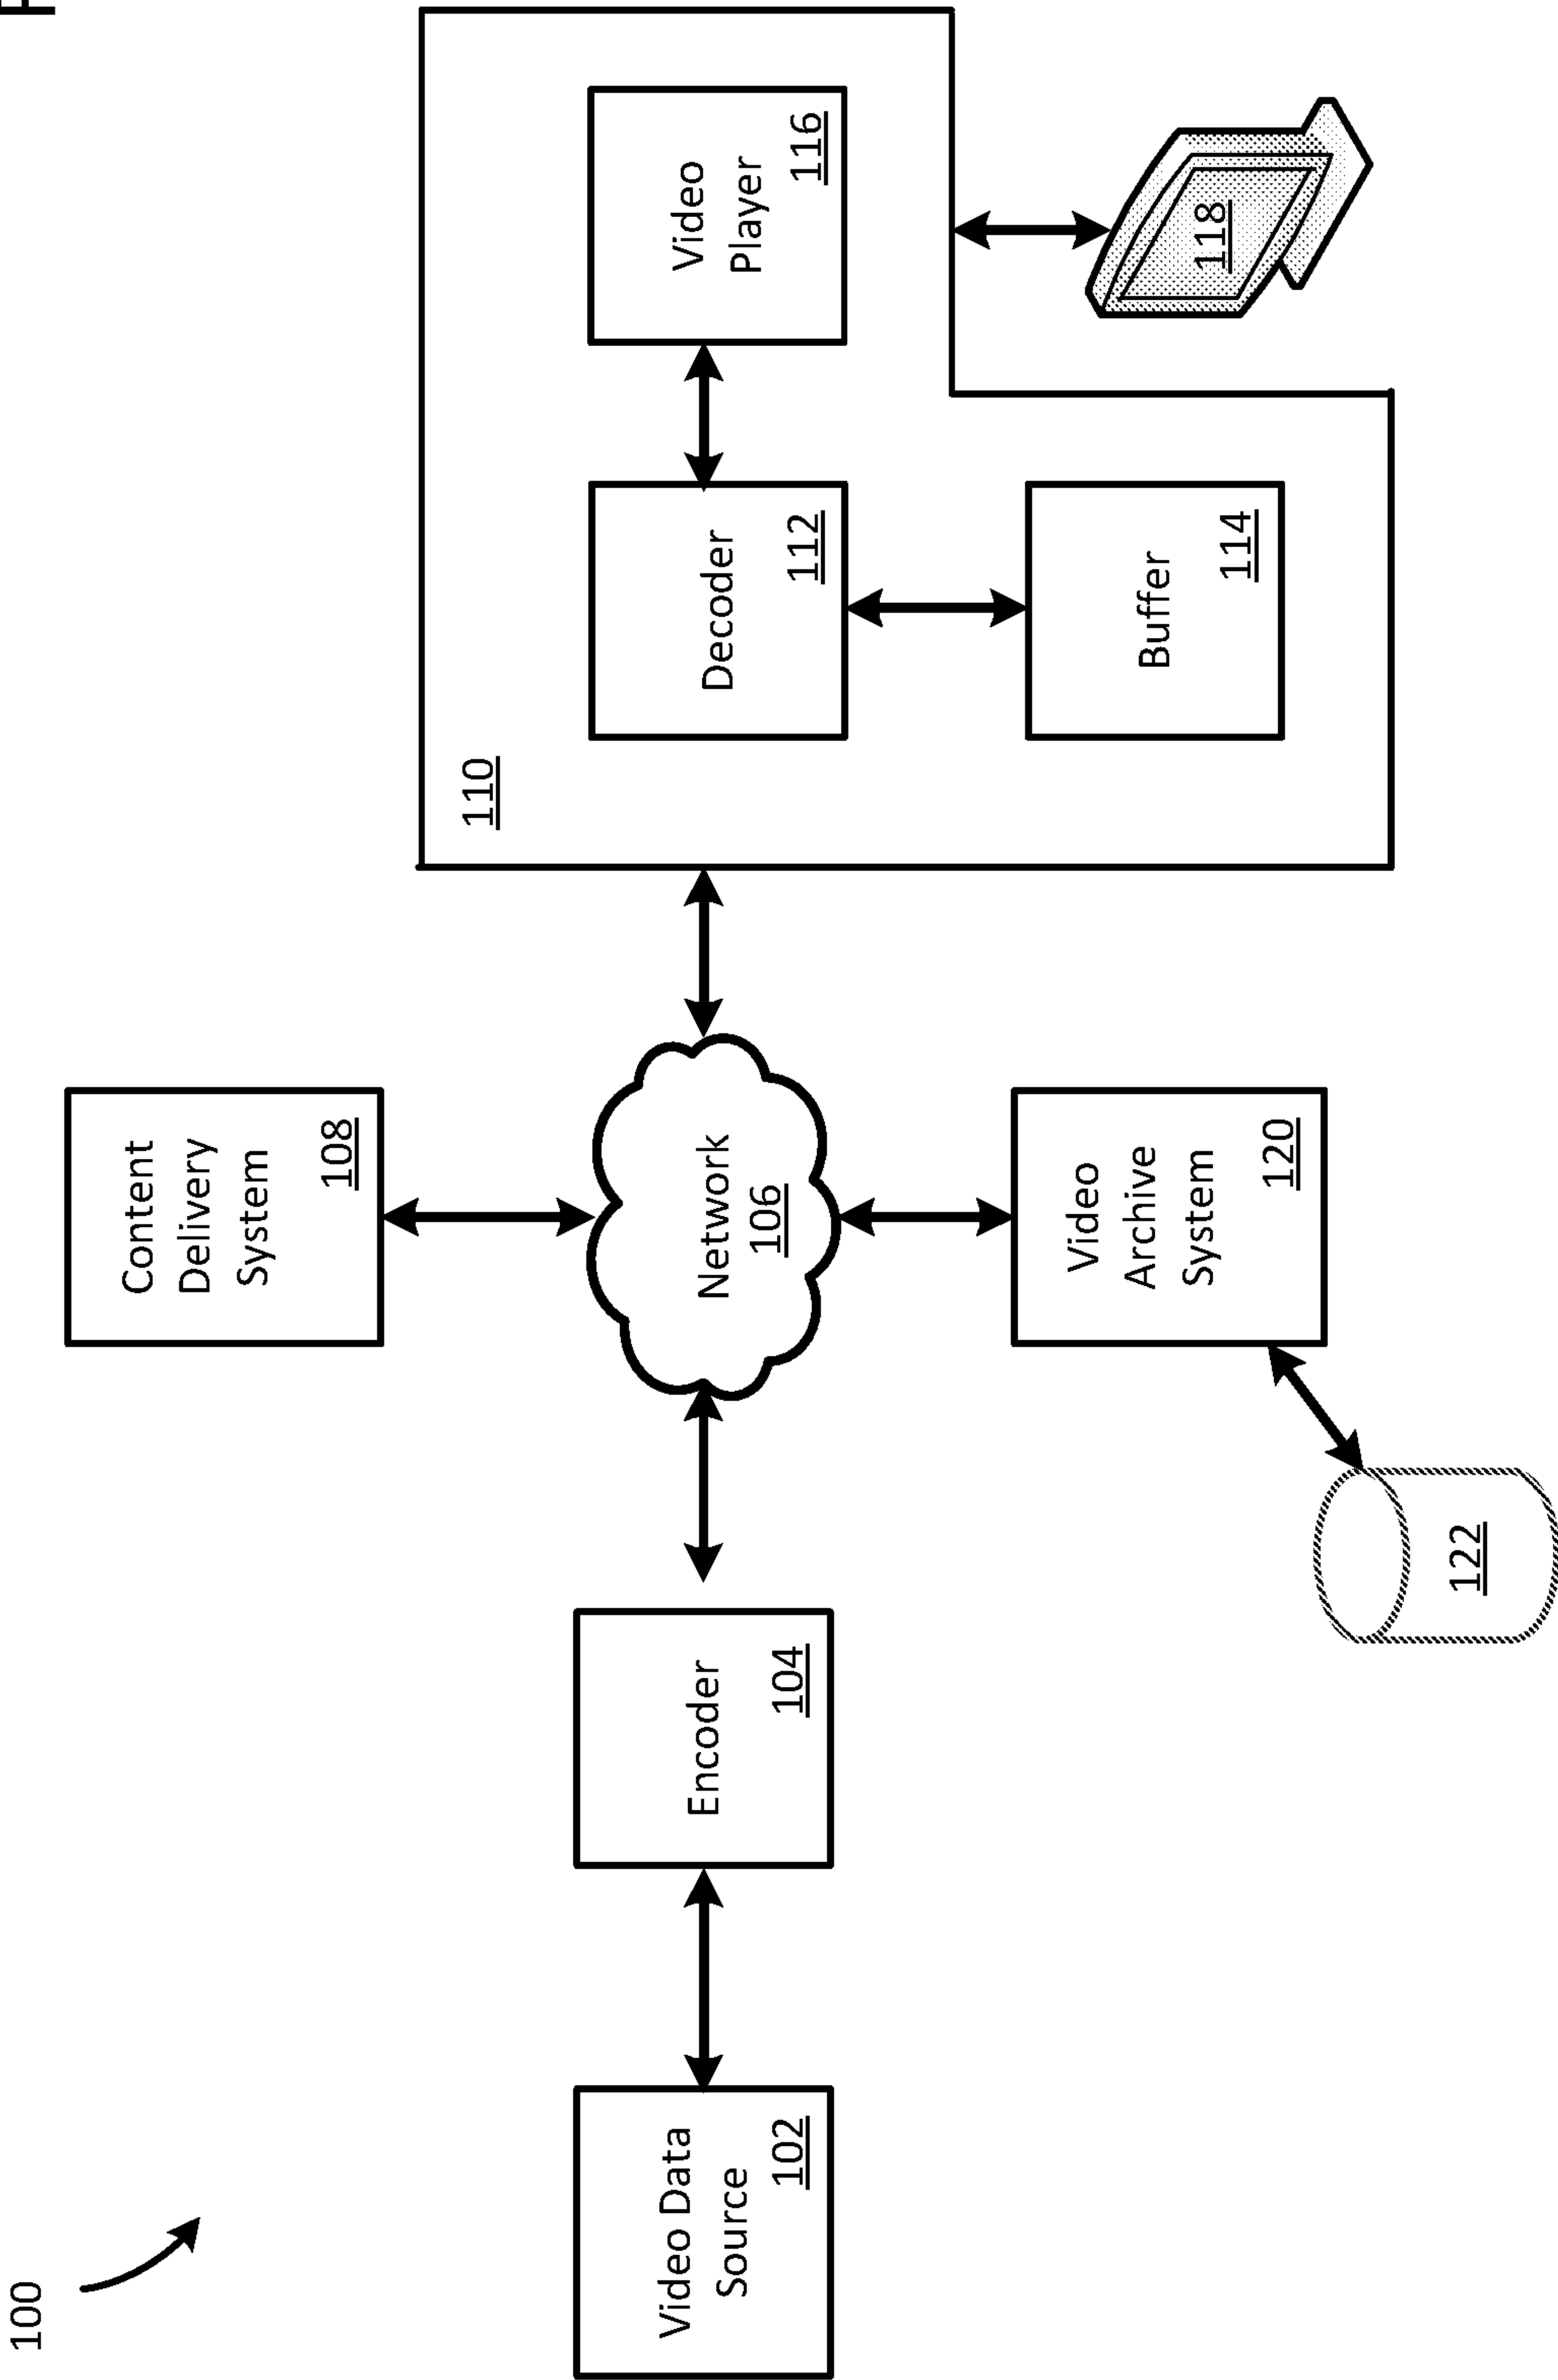 100
Content
Delivery
System
108
110
Video
Player
116
Decoder
112
Network
106
Encoder
104
Video Data
Source
102
Buffer
114
118
Video
Archive
System
120
122